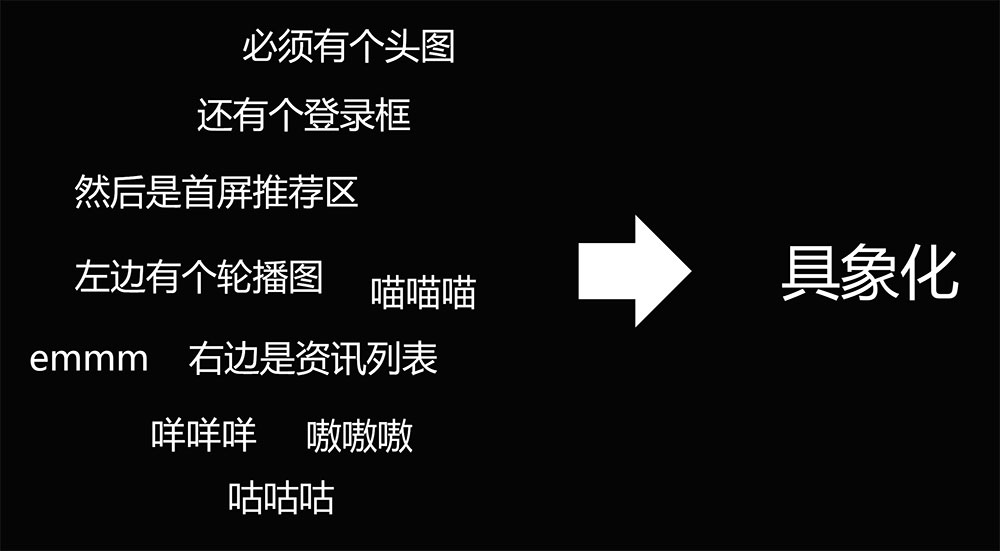 必须有个头图
还有个登录框
然后是首屏推荐区
左边有个轮播图
喵喵喵
emmm 右边是资讯列表
咩咩咩 嗷嗷嗷
咕咕咕
具象化